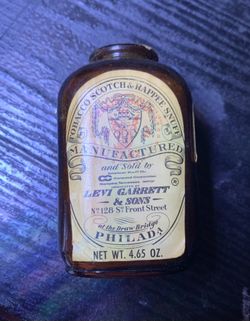 TOBACCO SCOTCH & RAPPEE SNUFF
MANUFACTURED
and Sold by
LEVI GARRETT
& SONS
No 128 St Front Street
at the Draw-Bridge
PHILADA
®
NET WT. 4.65 OZ.